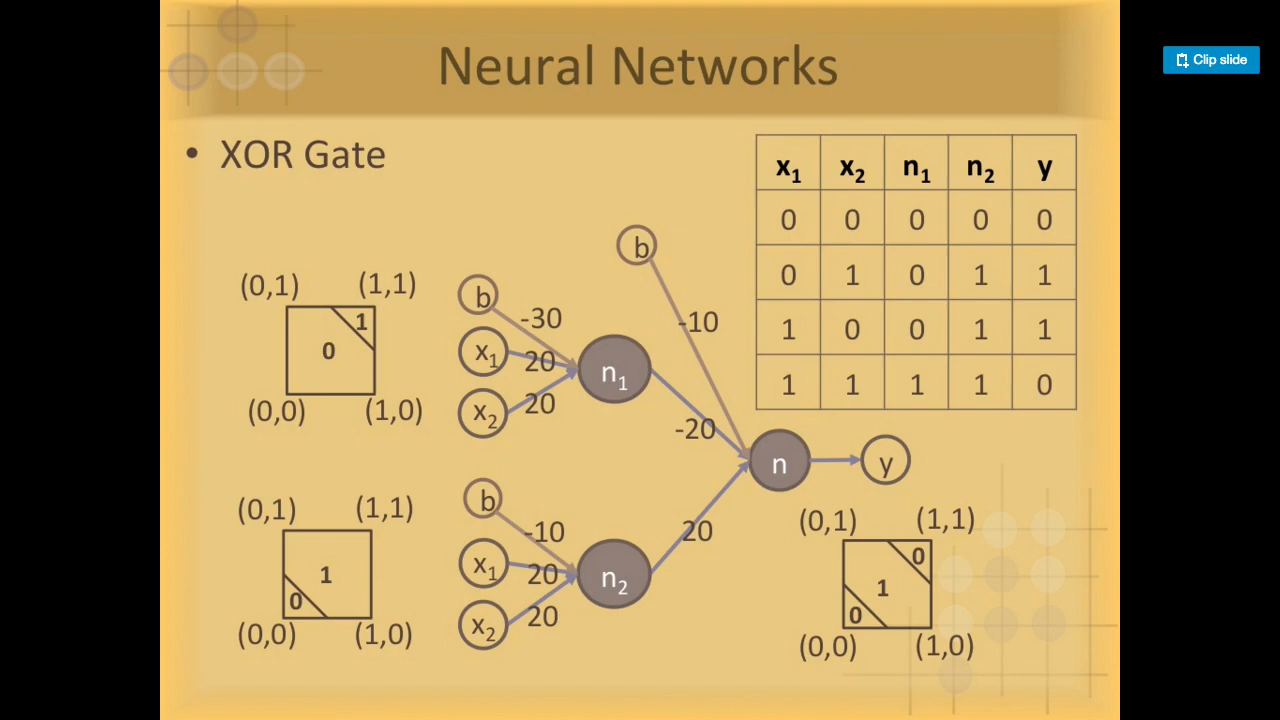 Clip slide
Neural Networks
• XOR Gate
x₁ x₂ n₁ n₂ y
0 0 0 0 0
0 1 0 1 1
1 0 0 1 1
1 1 1 1 0
(0,1) (1,1)
1
0
(0,0) (1,0)
b
-30
x₁
20
x₂
20
n₁
b
-10
-20
(0,1) (1,1)
1
0
(0,0) (1,0)
b
-10
x₁
20
x₂
20
n₂
20
n
y
(0,1) (1,1)
0
1
0
(0,0) (1,0)